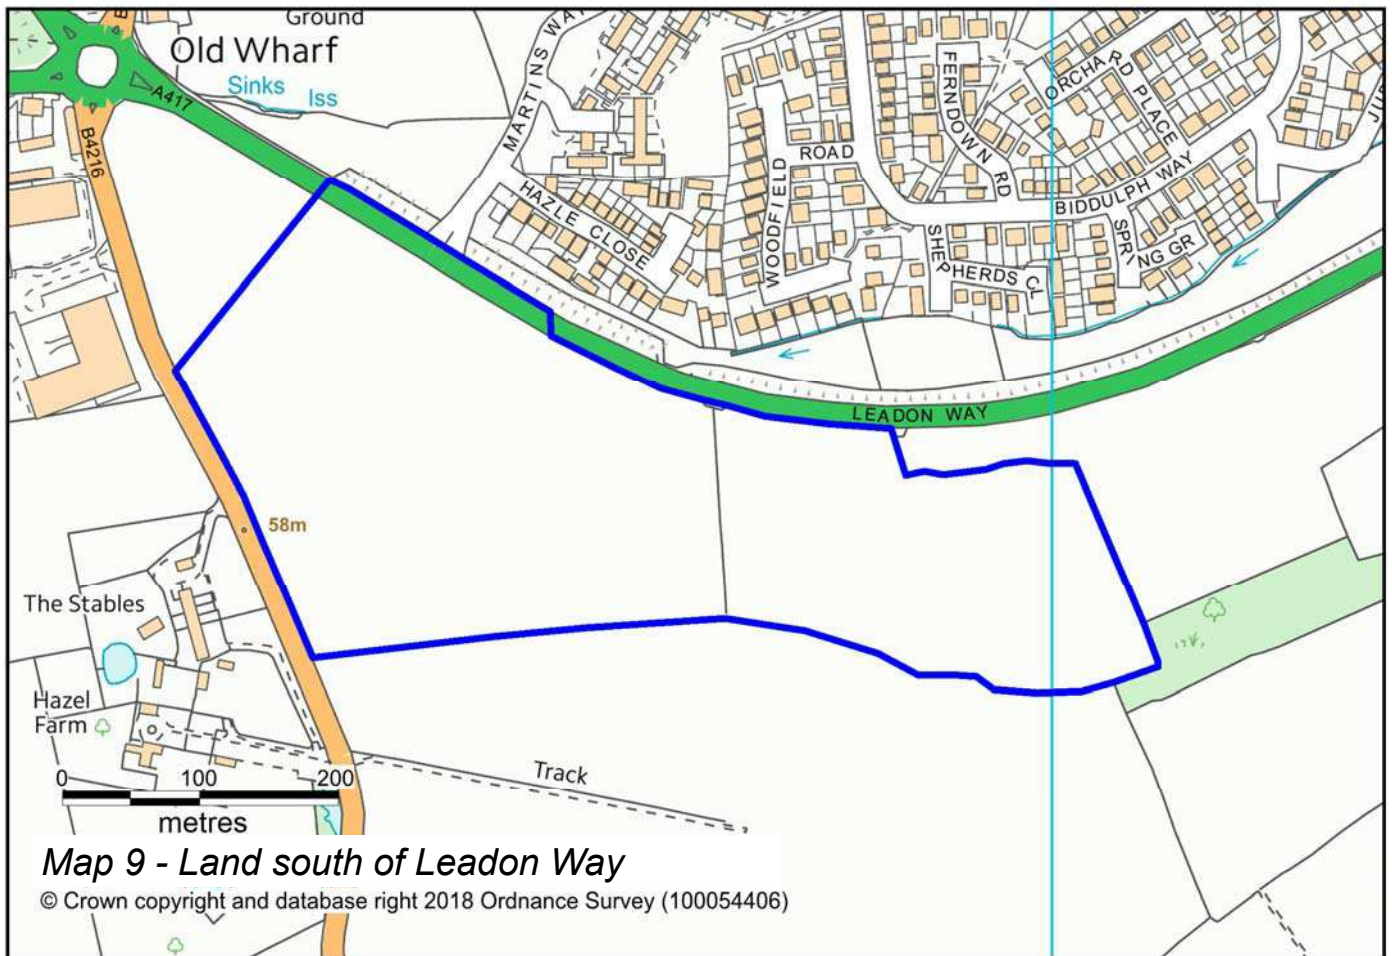 Ground
Old Wharf
Sinks
Iss
A417
B4216
MARTINS WAY
HAZLE CLOSE
WOODFIELD
ROAD
FERNDOWN
RD
ORCHARD PLACE
BIDDULPH WAY
SHEPHERDS CL
SPRING GR
LEADON WAY
58m
The Stables
Hazel
Farm
Track
0 100 200
metres
Map 9 - Land south of Leadon Way
© Crown copyright and database right 2018 Ordnance Survey (100054406)